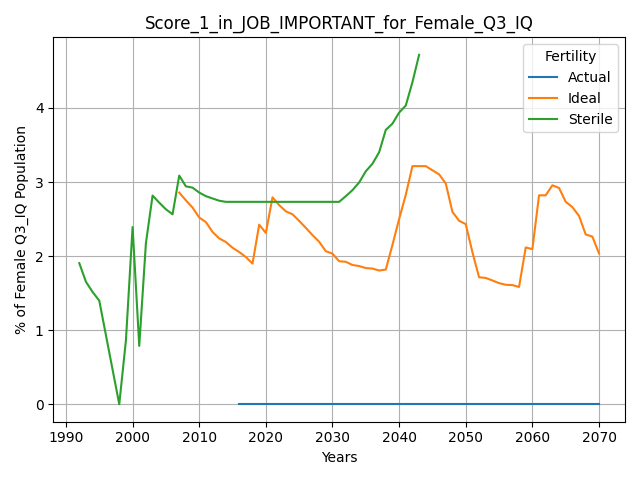 Score_1_in_JOB_IMPORTANT_for_Female_Q3_IQ
Fertility
Actual
Ideal
Sterile
% of Female Q3_IQ Population
4
3
2
1
0
1990 2000 2010 2020 2030 2040 2050 2060 2070
Years